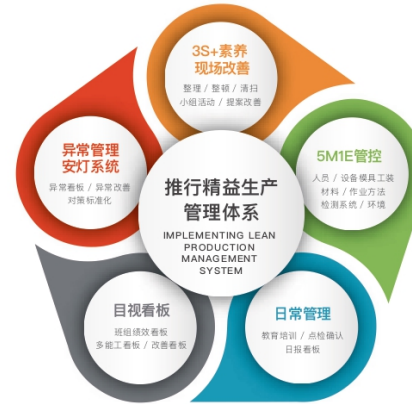 3S+素养
现场改善
整理 / 整顿 / 清扫
小组活动 / 提案改善
异常管理
安灯系统
异常看板 / 异常改善
对策标准化
5M1E管控
人员 / 设备模具工装
材料 / 作业方法
检测系统 / 环境
推行精益生产
管理体系
IMPLEMENTING LEAN
PRODUCTION
MANAGEMENT
SYSTEM
目视看板
班组绩效看板
多能工看板 / 改善看板
日常管理
教育培训 / 点检确认
日报看板